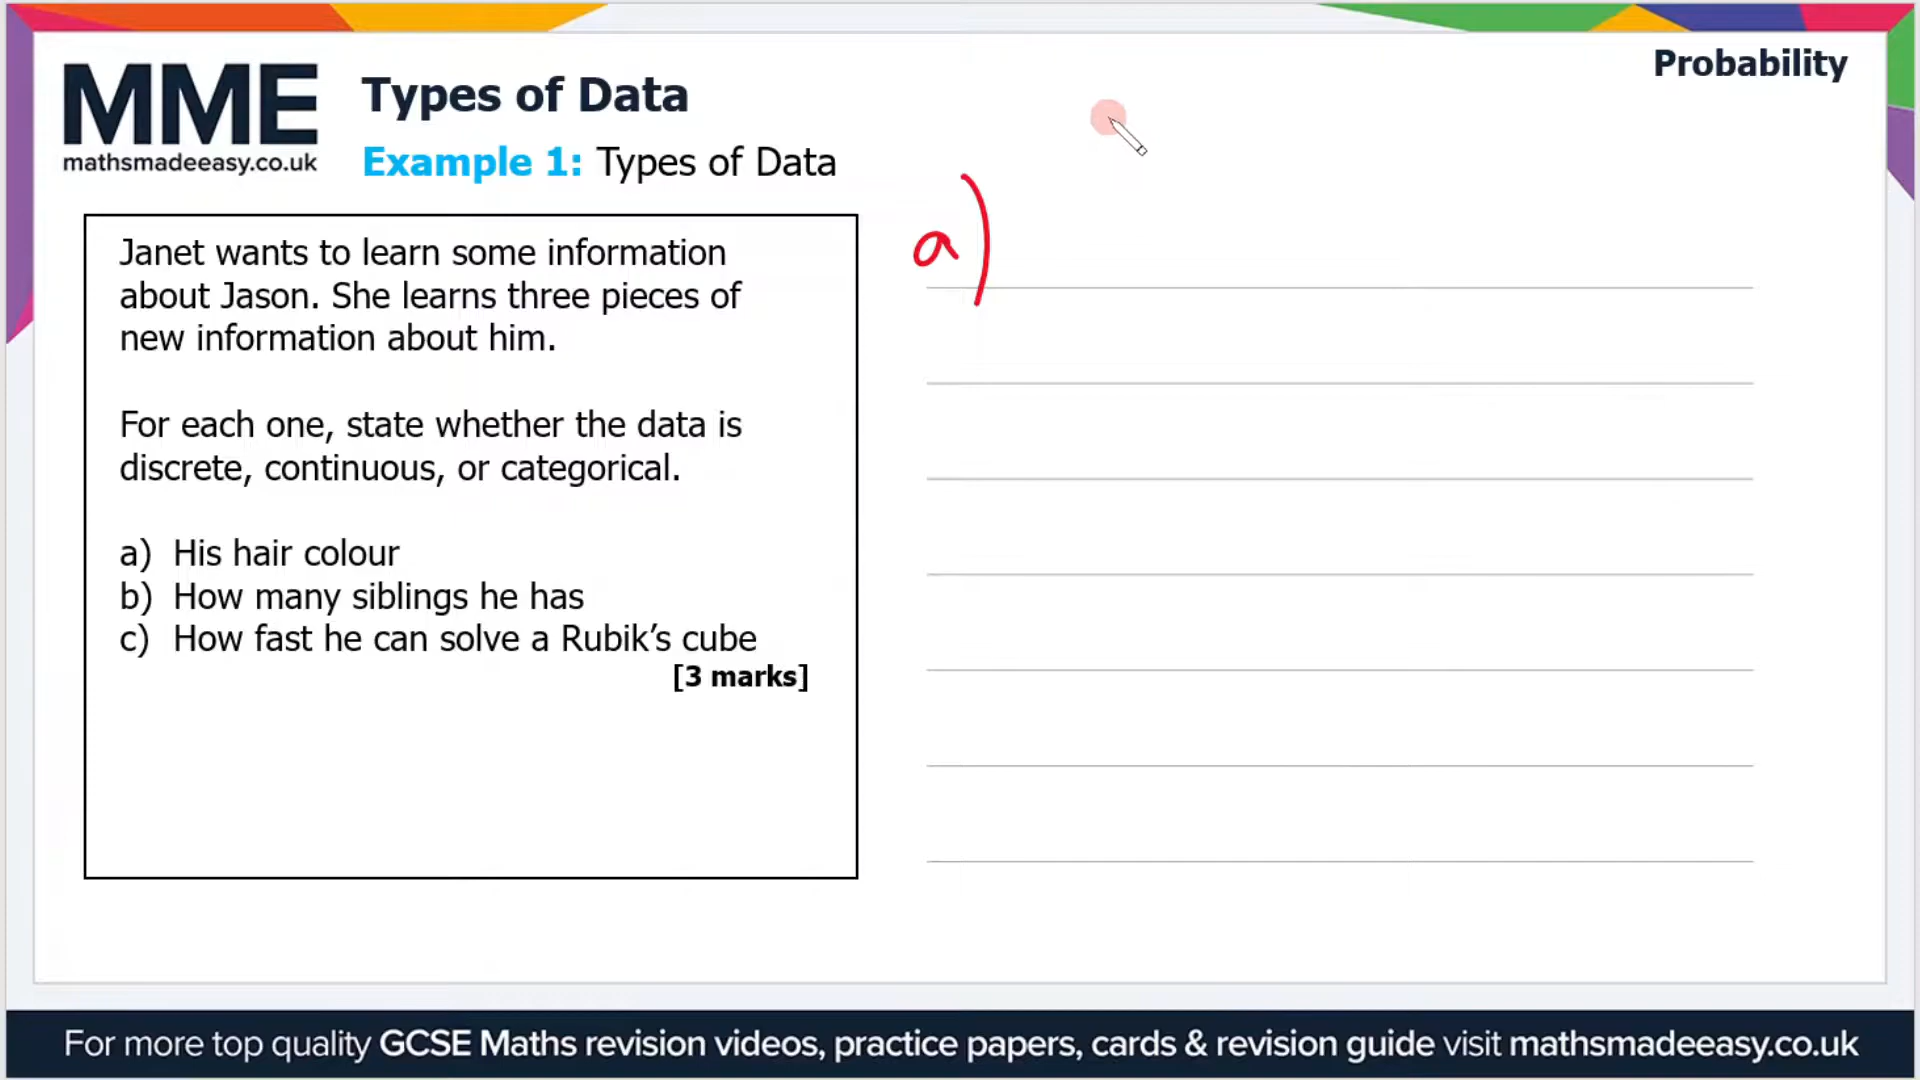 MME
mathsmadeeasy.co.uk
Types of Data
Example 1: Types of Data
Probability
Janet wants to learn some information
about Jason. She learns three pieces of
new information about him.
For each one, state whether the data is
discrete, continuous, or categorical.
a) His hair colour
b) How many siblings he has
c) How fast he can solve a Rubik’s cube
[3 marks]
a)
For more top quality GCSE Maths revision videos, practice papers, cards & revision guide visit mathsmadeeasy.co.uk